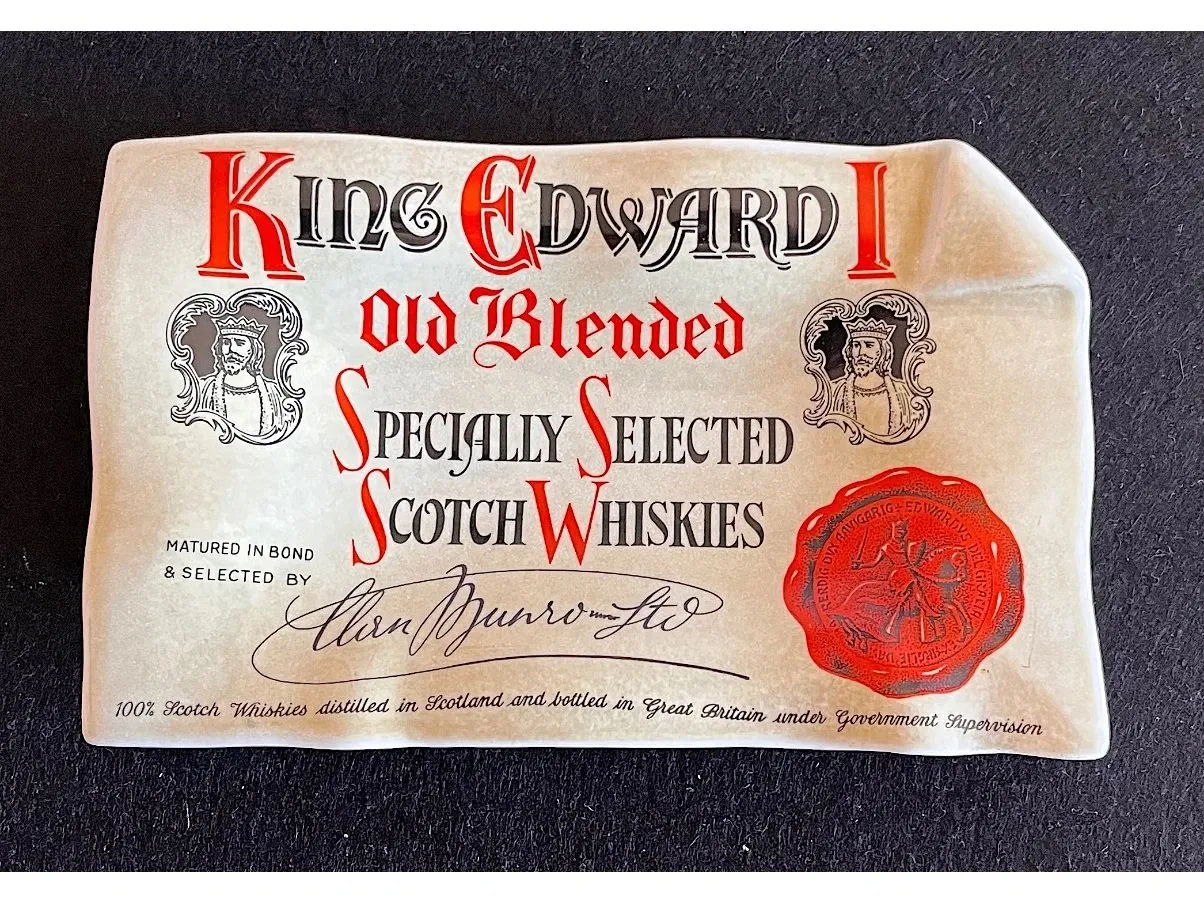 KING EDWARD I
Old Blended
SPECIALLY SELECTED
SCOTCH WHISKIES
MATURED IN BOND
& SELECTED BY
Clan Munro Ltd
100% Scotch Whiskies distilled in Scotland and bottled in Great Britain under Government Supervision